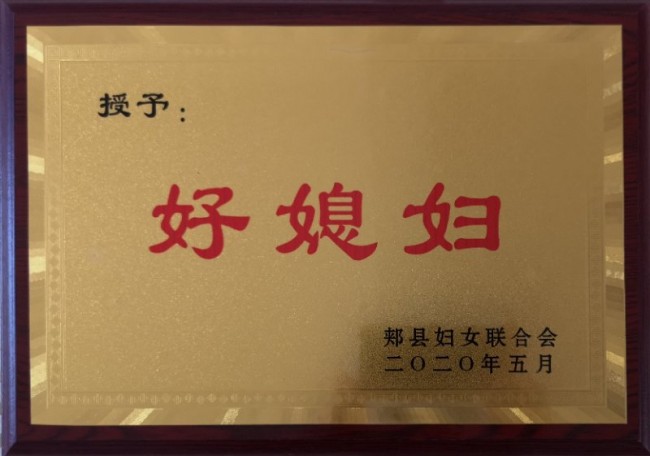 授予：
好媳妇
郏县妇女联合会
二〇二〇年五月